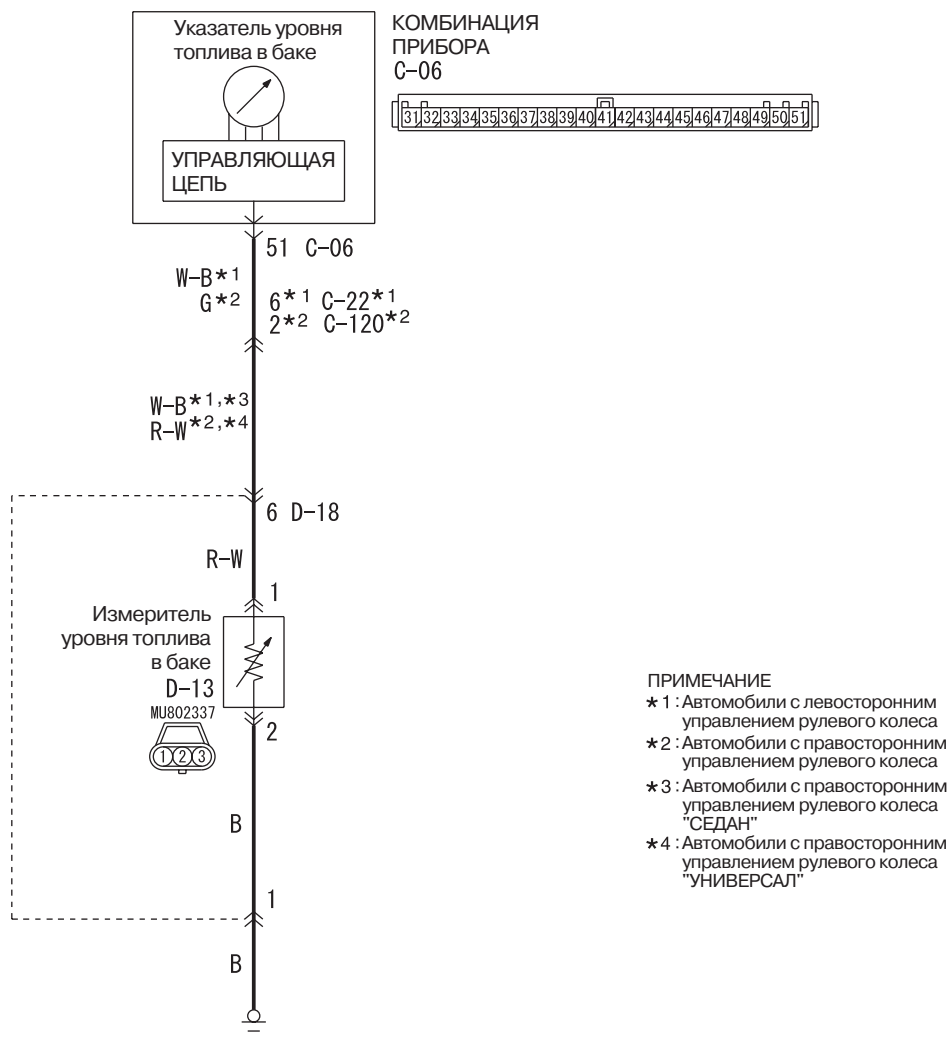 Указатель уровня
топлива в баке
УПРАВЛЯЮЩАЯ
ЦЕПЬ
КОМБИНАЦИЯ
ПРИБОРА
C-06
31 32 33 34 35 36 37 38 39 40 41 42 43 44 45 46 47 48 49 50 51
51 C-06
W-B*1
G*2
6*1 C-22*1
2*2 C-120*2
W-B*1,*3
R-W*2,*4
6 D-18
R-W
1
Измеритель
уровня топлива
в баке
D-13
MU802337
1 2 3
2
B
1
B
ПРИМЕЧАНИЕ
*1: Автомобили с левосторонним
управлением рулевого колеса
*2: Автомобили с правосторонним
управлением рулевого колеса
*3: Автомобили с правосторонним
управлением рулевого колеса
"СЕДАН"
*4: Автомобили с правосторонним
управлением рулевого колеса
"УНИВЕРСАЛ"